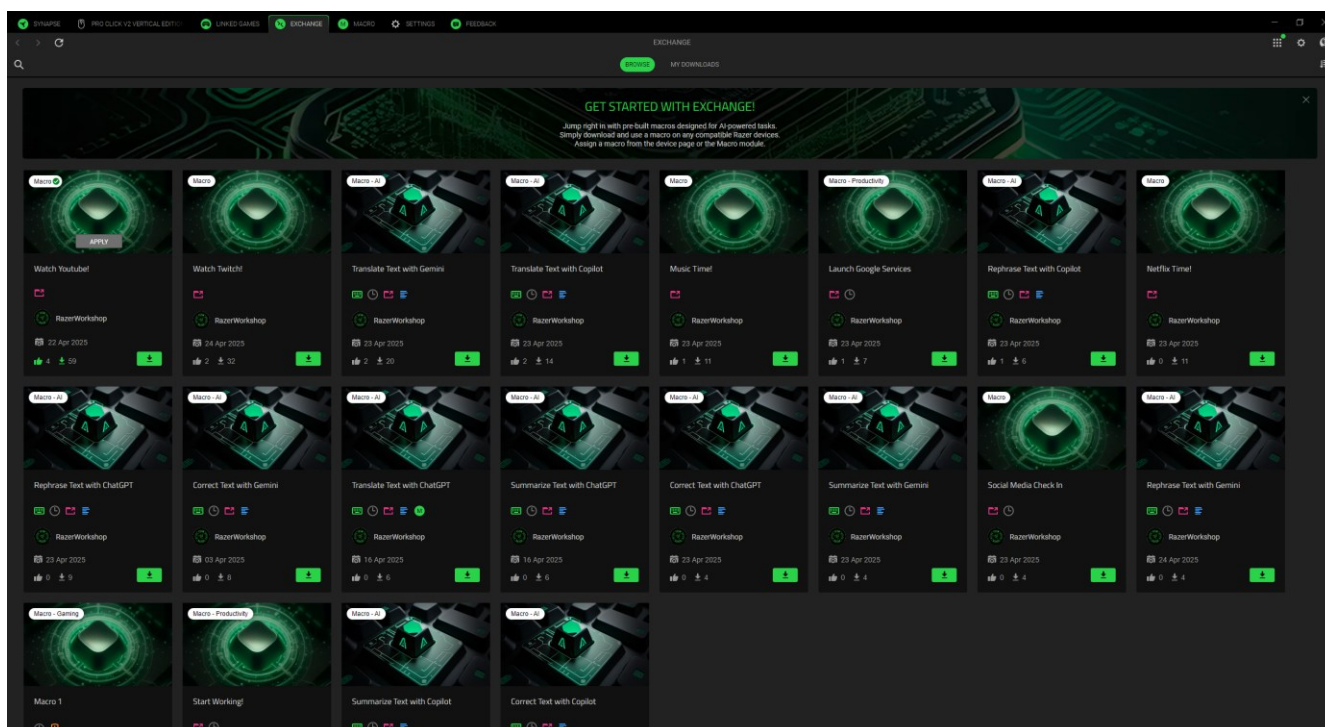 SYNAPSE
PRO CLICK V2 VERTICAL EDITIO
LINKED GAMES
EXCHANGE
MACRO
SETTINGS
FEEDBACK
EXCHANGE
BROWSE
MY DOWNLOADS
GET STARTED WITH EXCHANGE!
Jump right in with pre-built macros designed for AI-powered tasks.
Simply download and use a macro on any compatible Razer devices.
Assign a macro from the device page or the Macro module.
Macro
APPLY
Watch Youtube!
RazerWorkshop
22 Apr 2025
4 59
Macro
Watch Twitch!
RazerWorkshop
24 Apr 2025
2 32
Macro - AI
Translate Text with Gemini
RazerWorkshop
23 Apr 2025
2 20
Macro - AI
Translate Text with Copilot
RazerWorkshop
23 Apr 2025
2 14
Macro
Music Time!
RazerWorkshop
23 Apr 2025
1 11
Macro - Productivity
Launch Google Services
RazerWorkshop
23 Apr 2025
1 7
Macro - AI
Rephrase Text with Copilot
RazerWorkshop
23 Apr 2025
1 6
Macro
Netflix Time!
RazerWorkshop
23 Apr 2025
0 11
Macro - AI
Rephrase Text with ChatGPT
RazerWorkshop
23 Apr 2025
0 9
Macro - AI
Correct Text with Gemini
RazerWorkshop
03 Apr 2025
0 8
Macro - AI
Translate Text with ChatGPT
RazerWorkshop
16 Apr 2025
0 6
Macro - AI
Summarize Text with ChatGPT
RazerWorkshop
16 Apr 2025
0 6
Macro - AI
Correct Text with ChatGPT
RazerWorkshop
23 Apr 2025
0 4
Macro - AI
Summarize Text with Gemini
RazerWorkshop
23 Apr 2025
0 4
Macro
Social Media Check In
RazerWorkshop
23 Apr 2025
0 4
Macro - AI
Rephrase Text with Gemini
RazerWorkshop
24 Apr 2025
0 4
Macro - Gaming
Macro 1
Macro - Productivity
Start Working!
Macro - AI
Summarize Text with Copilot
Macro - AI
Correct Text with Copilot